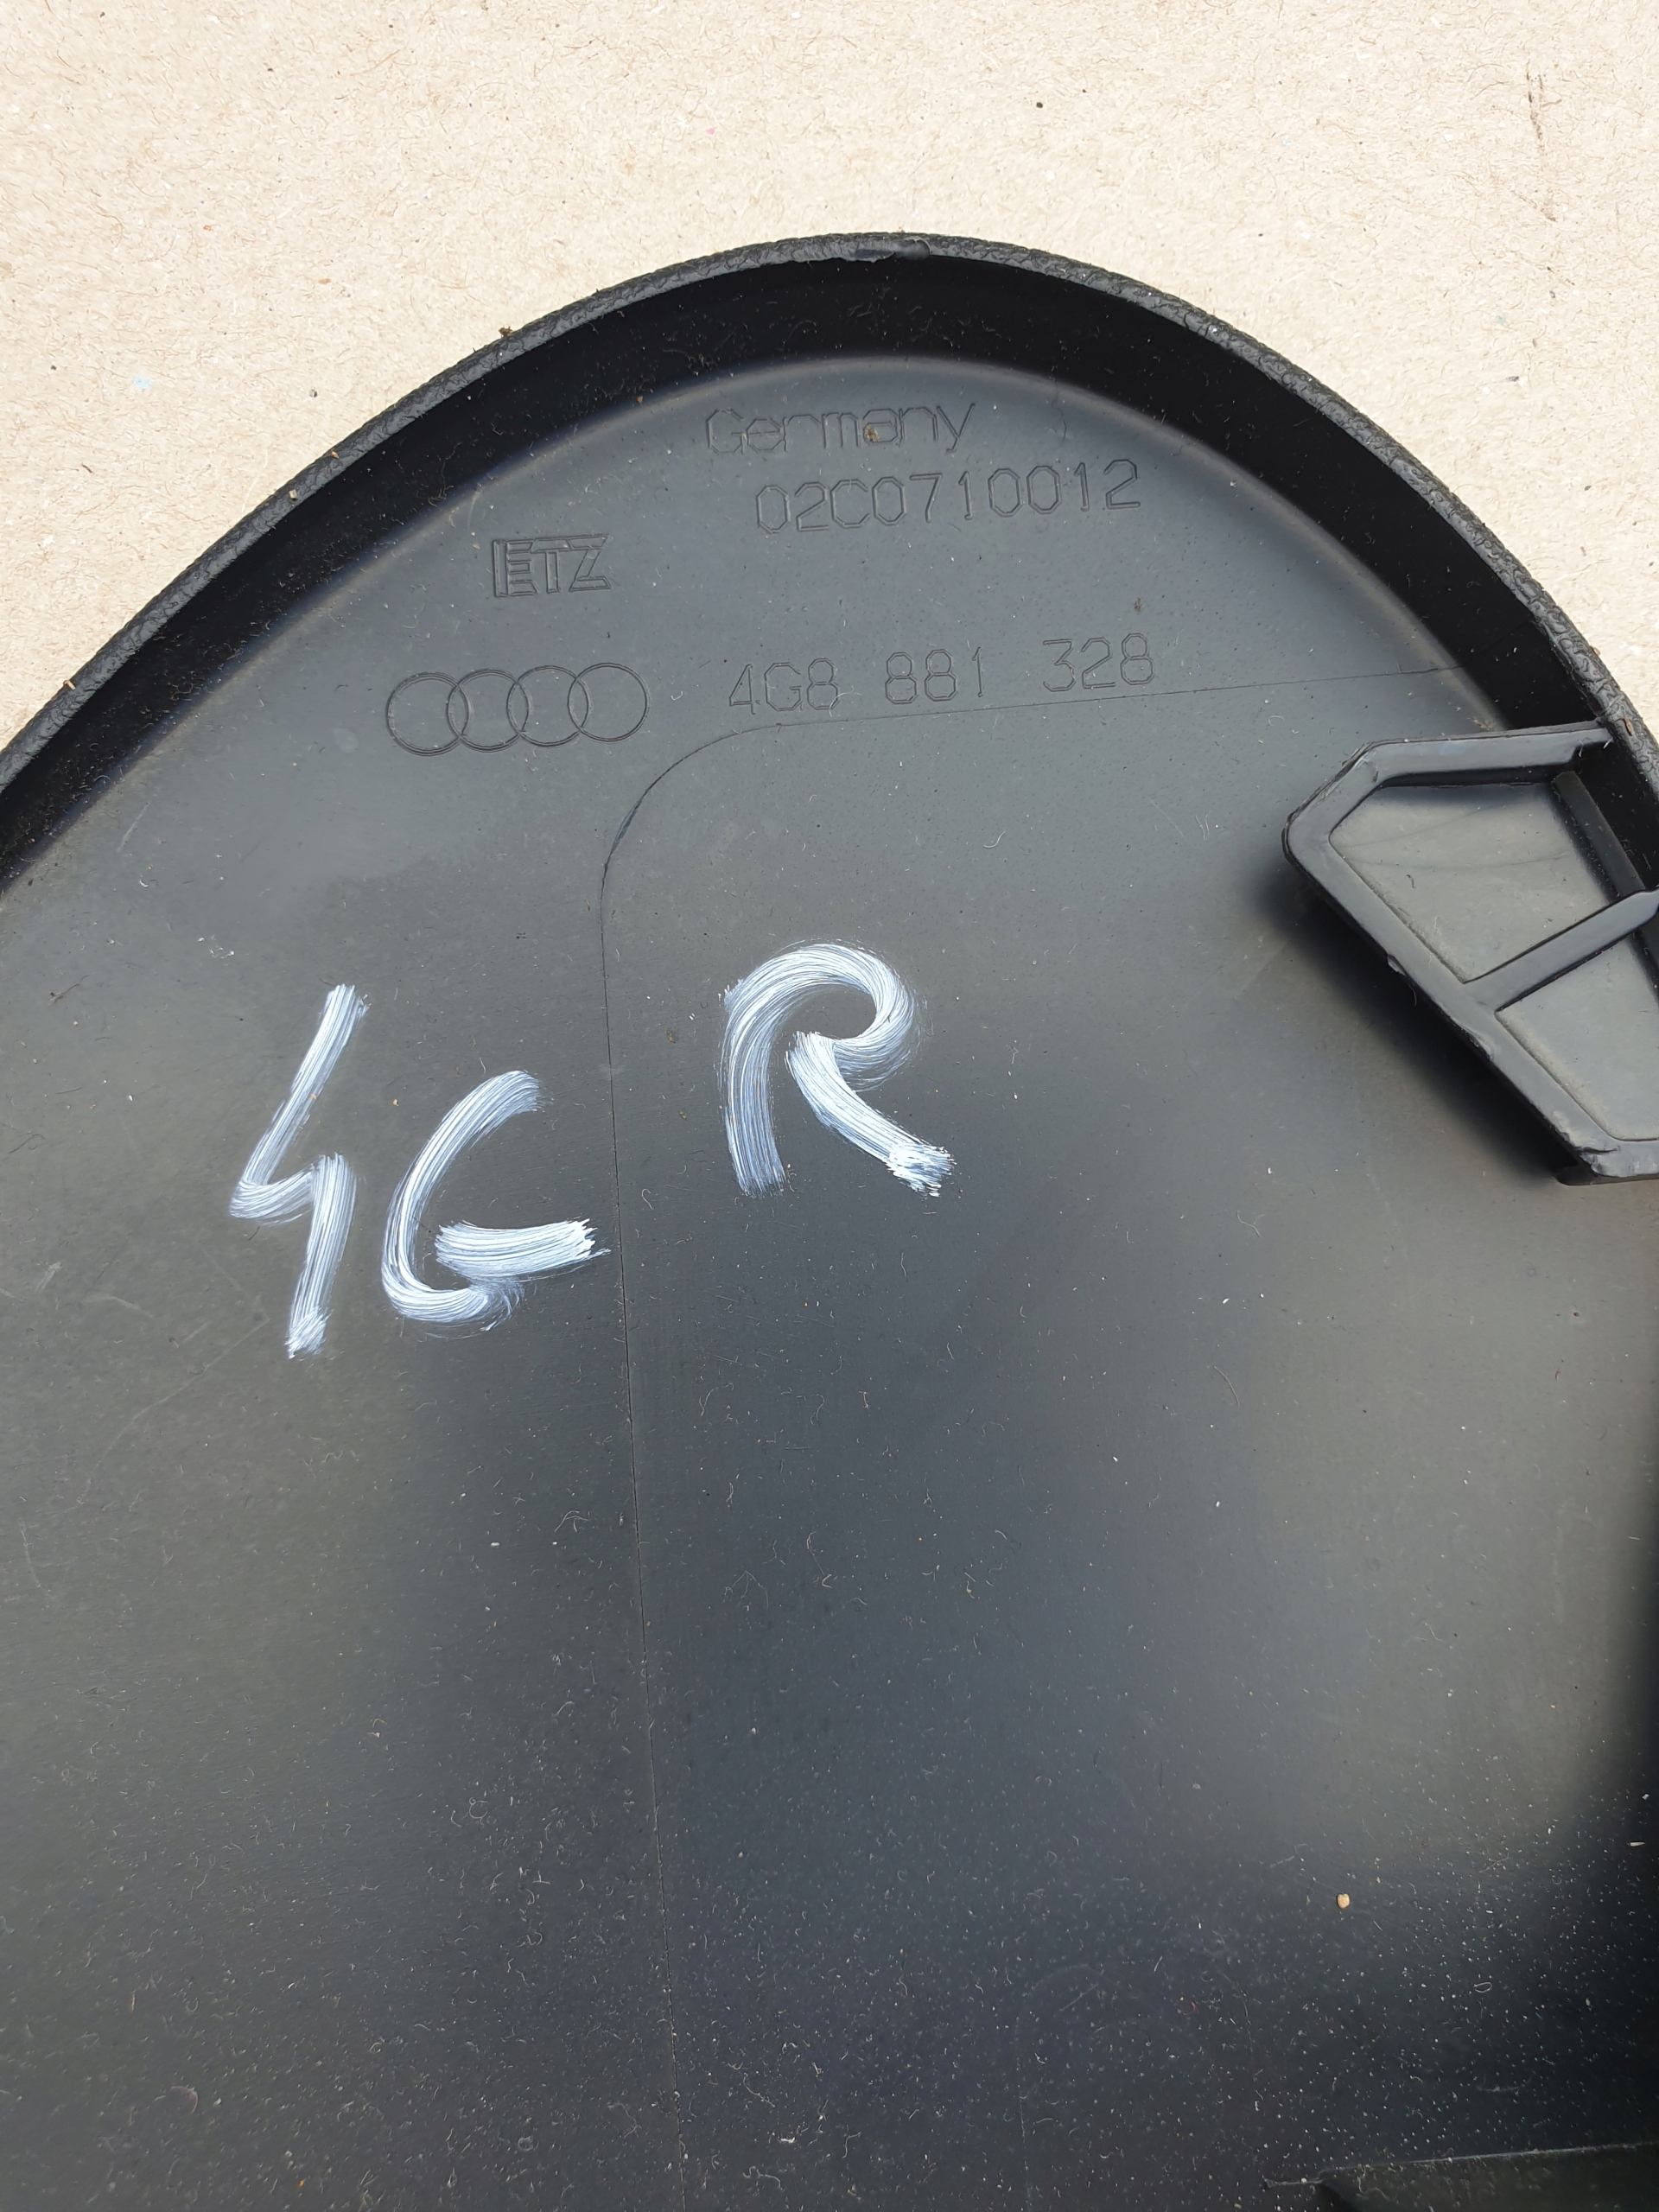 Germany
02C0710012
ETZ
4G8 881 328
4G R